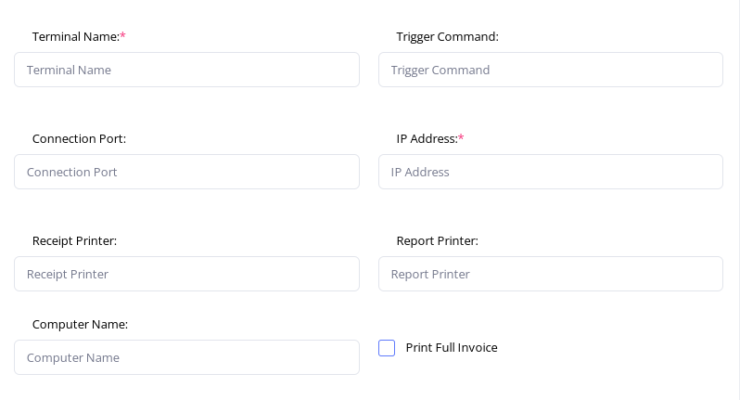 Terminal Name:*
Trigger Command:
Terminal Name
Trigger Command
Connection Port:
IP Address:*
Connection Port
IP Address
Receipt Printer:
Report Printer:
Receipt Printer
Report Printer
Computer Name:
Print Full Invoice
Computer Name